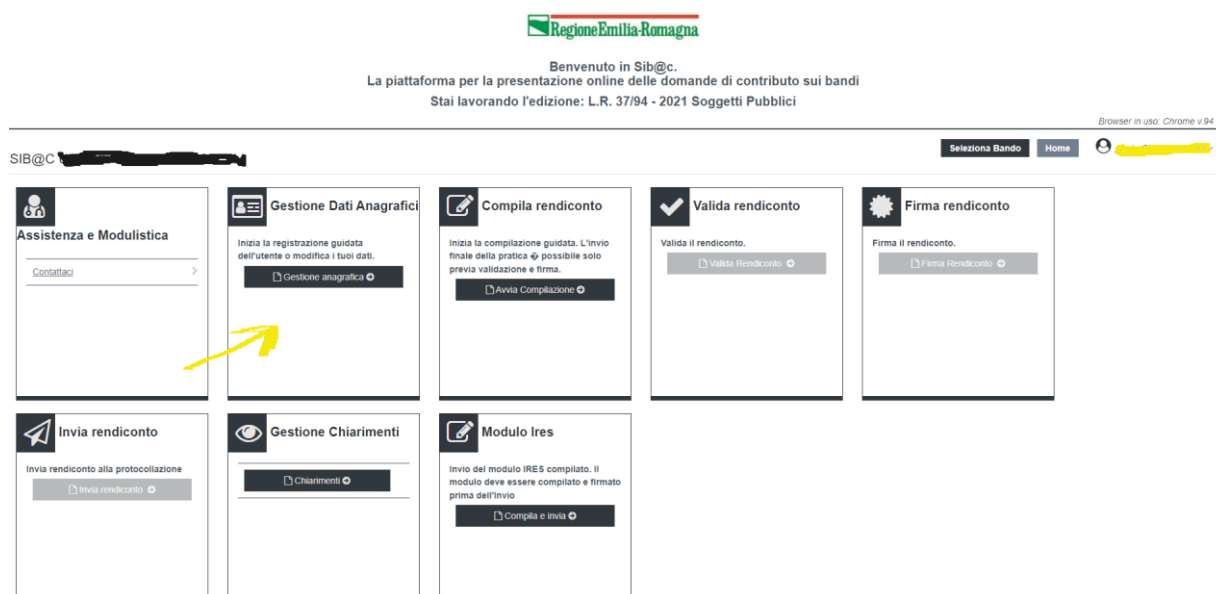 RegioneEmilia-Romagna
Benvenuto in Sib@c.
La piattaforma per la presentazione online delle domande di contributo sui bandi
Stai lavorando l'edizione: L.R. 37/94 - 2021 Soggetti Pubblici
Browser in uso: Chrome v.94
SIB@C
Seleziona Bando
Home
Assistenza e Modulistica
Contattaci
Gestione Dati Anagrafici
Inizia la registrazione guidata
dell'utente o modifica i tuoi dati.
Gestione anagrafica
Compila rendiconto
Inizia la compilazione guidata. L'invio
finale della pratica � possibile solo
previa validazione e firma.
Avvia Compilazione
Valida rendiconto
Valida il rendiconto.
Valida Rendiconto
Firma rendiconto
Firma il rendiconto.
Firma Rendiconto
Invia rendiconto
Invia rendiconto alla protocollazione
Invia rendiconto
Gestione Chiarimenti
Chiarimenti
Modulo Ires
Invio del modulo IRES compilato. Il
modulo deve essere compilato e firmato
prima dell'Invio
Compila e invia